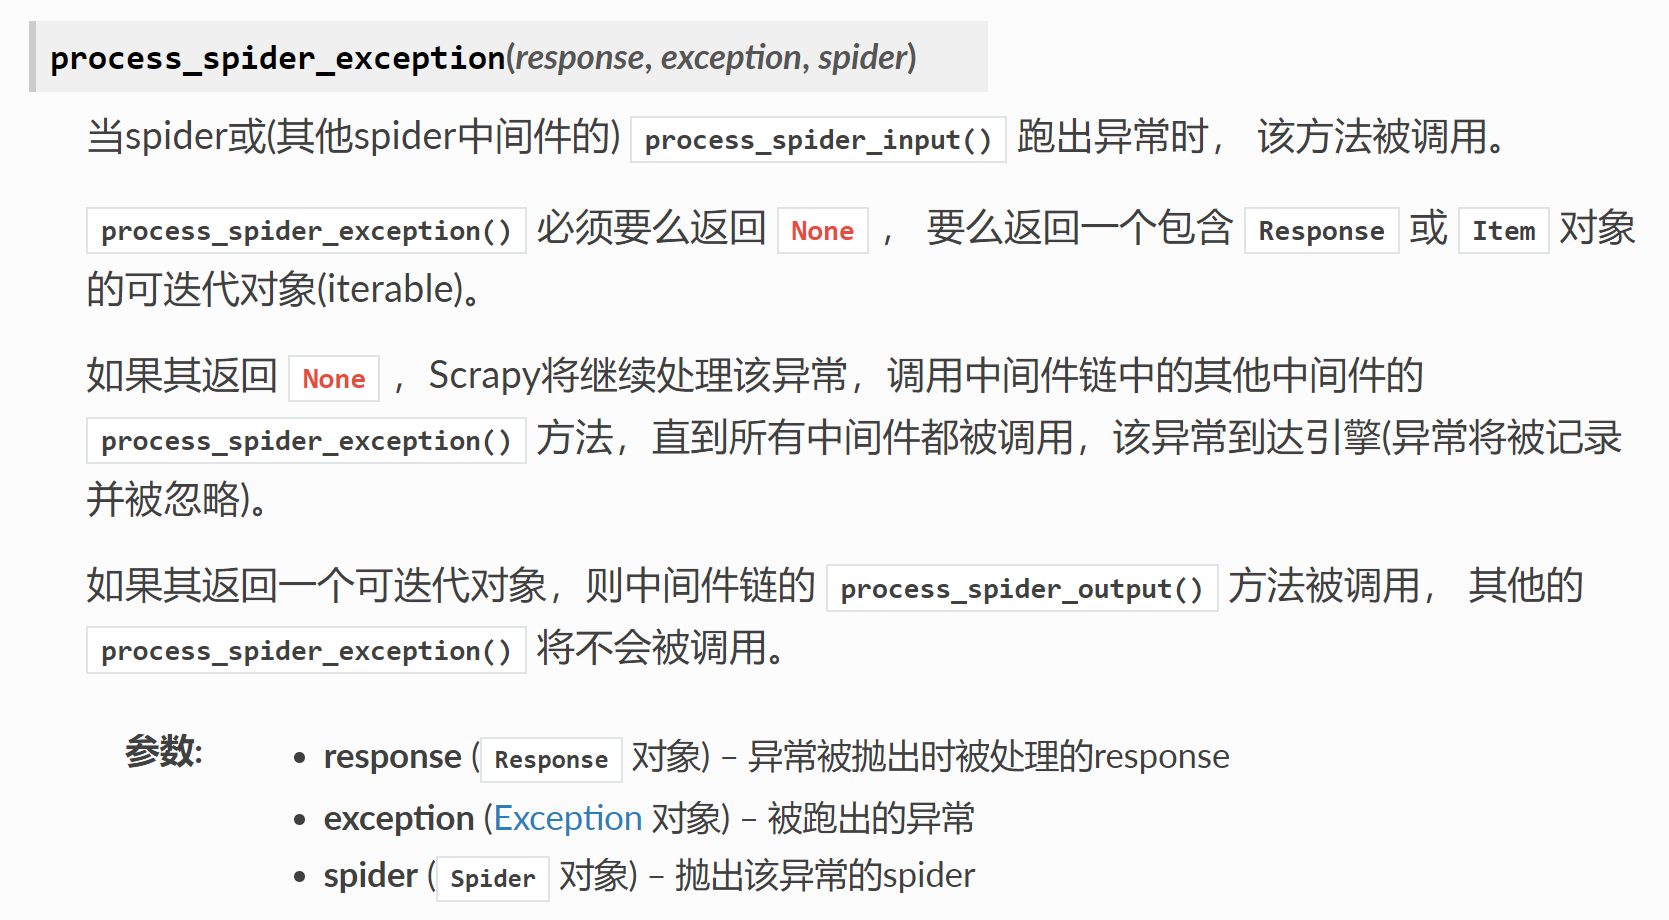 process_spider_exception(response, exception, spider)
当spider或(其他spider中间件的) process_spider_input() 跑出异常时， 该方法被调用。
process_spider_exception() 必须要么返回 None ， 要么返回一个包含 Response 或 Item 对象
的可迭代对象(iterable)。
如果其返回 None ，Scrapy将继续处理该异常，调用中间件链中的其他中间件的
process_spider_exception() 方法，直到所有中间件都被调用，该异常到达引擎(异常将被记录
并被忽略)。
如果其返回一个可迭代对象，则中间件链的 process_spider_output() 方法被调用， 其他的
process_spider_exception() 将不会被调用。
参数: • response (Response 对象) – 异常被抛出时被处理的response
• exception (Exception 对象) – 被跑出的异常
• spider (Spider 对象) – 抛出该异常的spider